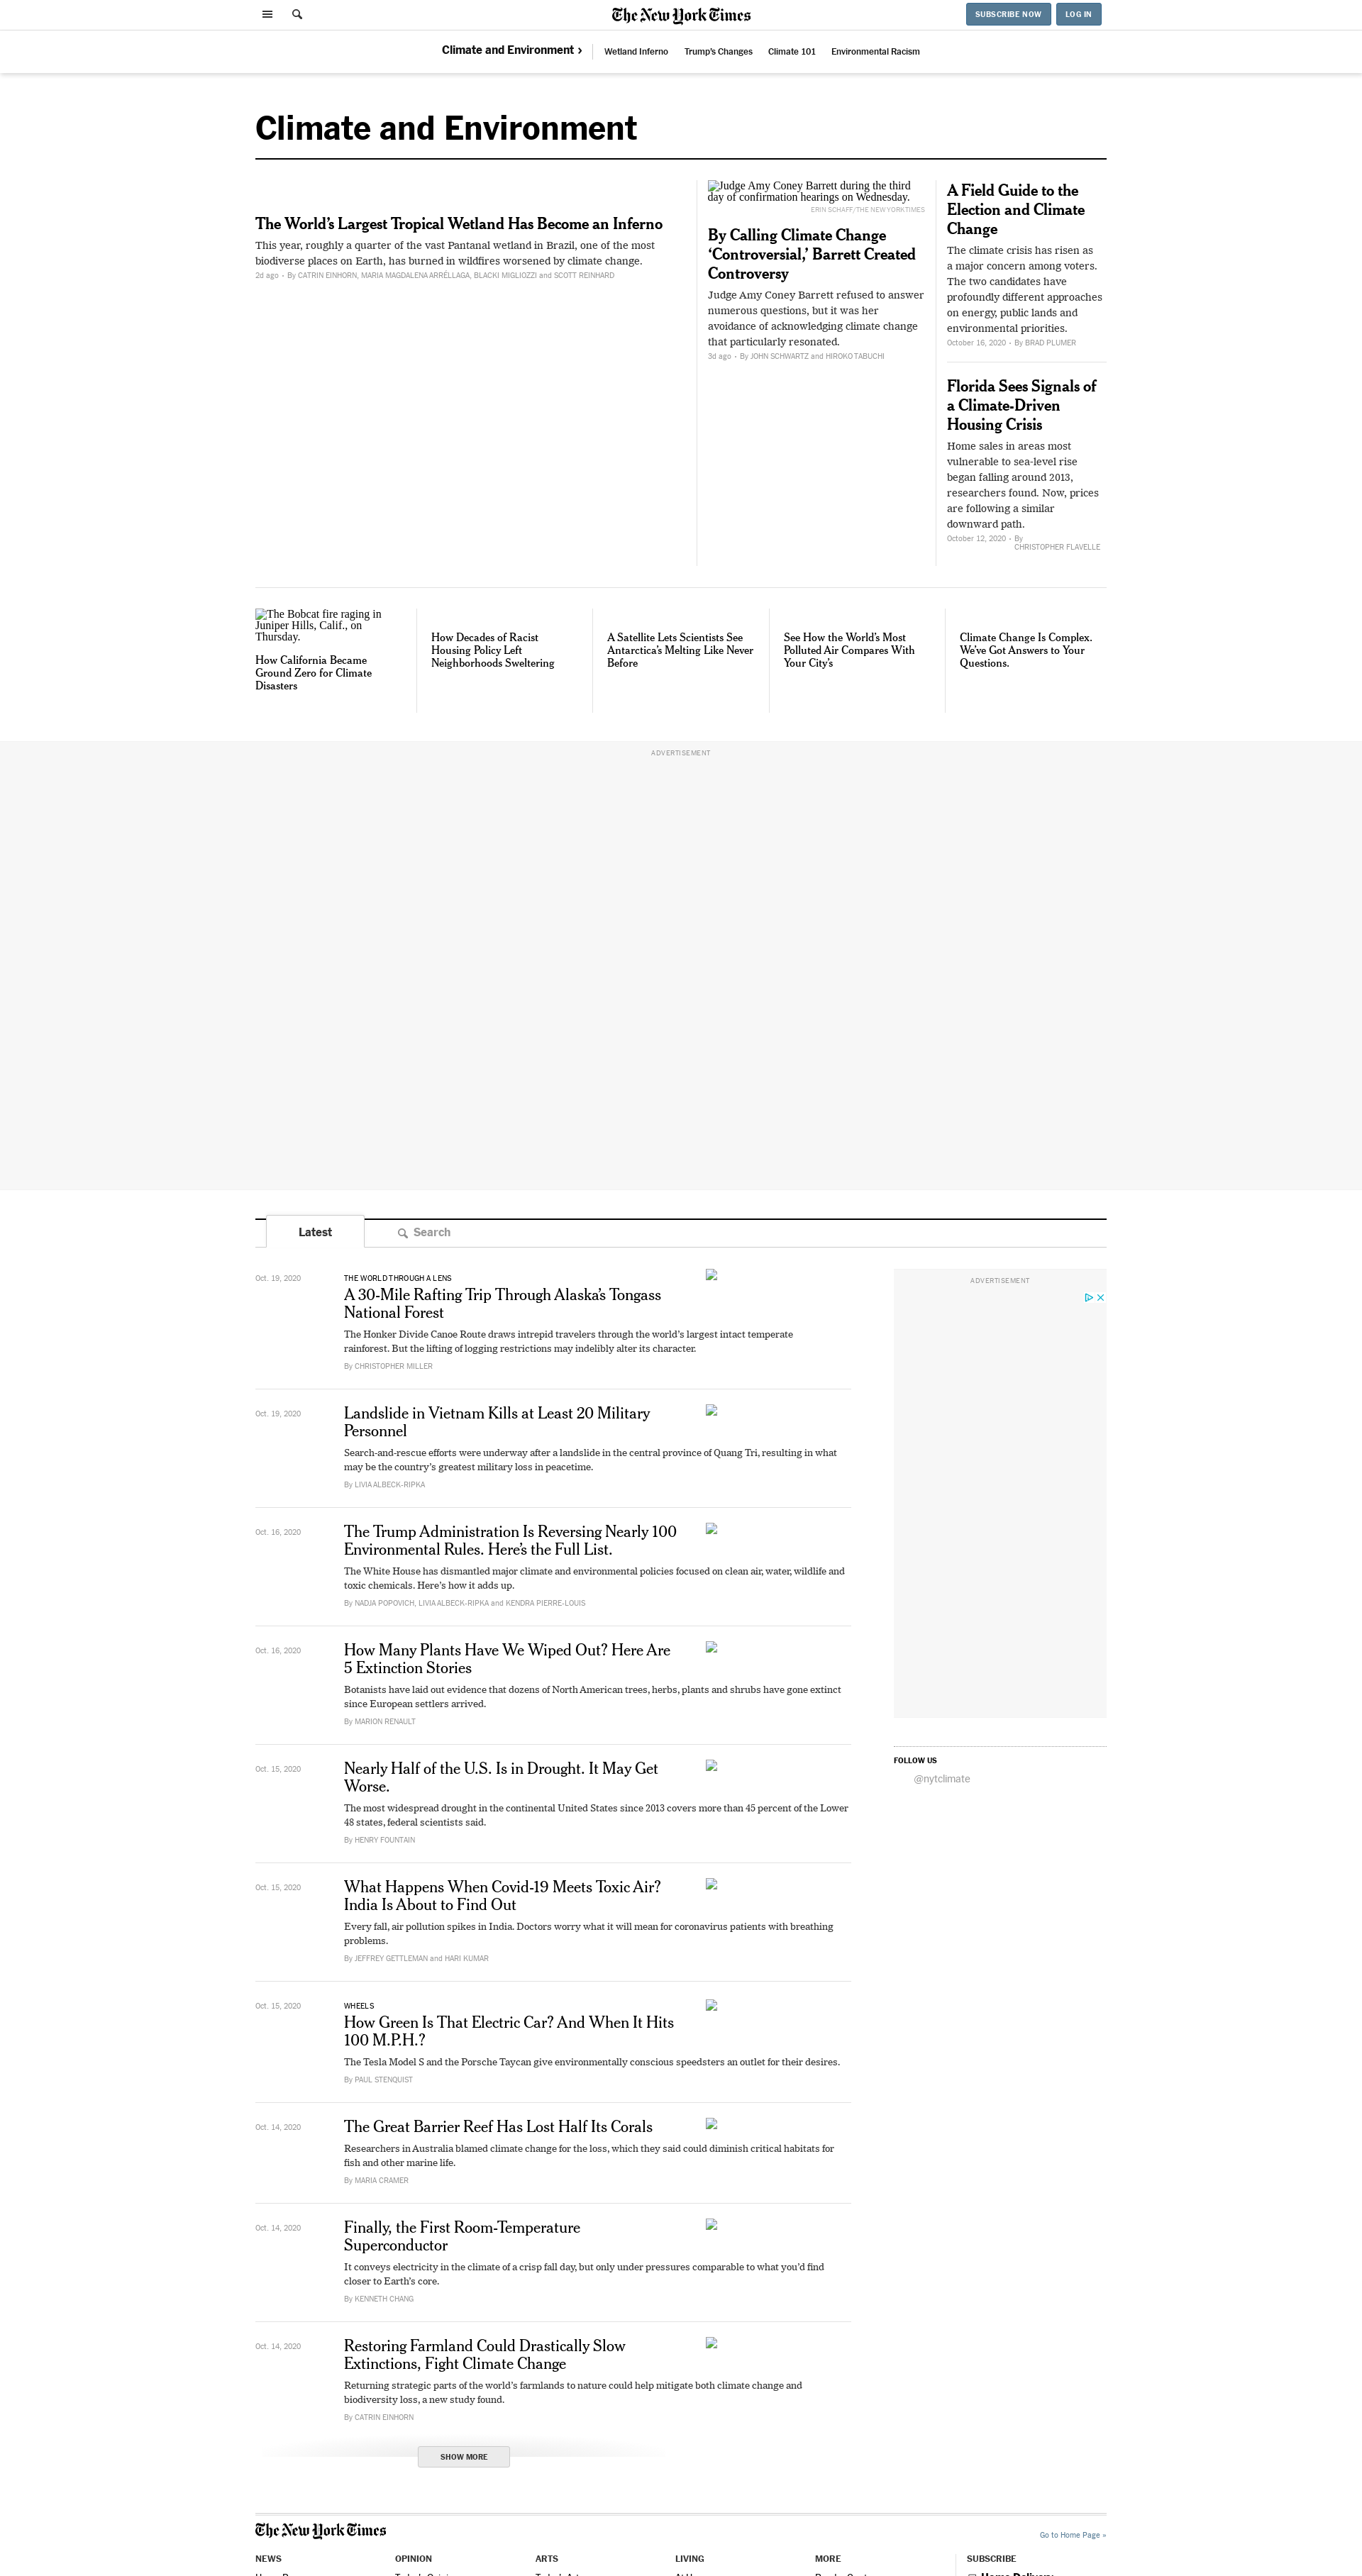 The New York Times
SUBSCRIBE NOW
LOG IN
Climate and Environment ›
Wetland Inferno
Trump's Changes
Climate 101
Environmental Racism
Climate and Environment
The World's Largest Tropical Wetland Has Become an Inferno
This year, roughly a quarter of the vast Pantanal wetland in Brazil, one of the most
biodiverse places on Earth, has burned in wildfires worsened by climate change.
2d ago • By CATRIN EINHORN, MARIA MAGDALENA ARRÉLLAGA, BLACKI MIGLIOZZI and SCOTT REINHARD
Judge Amy Coney Barrett during the third
day of confirmation hearings on Wednesday.
ERIN SCHAFF/THE NEW YORK TIMES
By Calling Climate Change
‘Controversial,’ Barrett Created
Controversy
Judge Amy Coney Barrett refused to answer
numerous questions, but it was her
avoidance of acknowledging climate change
that particularly resonated.
3d ago • By JOHN SCHWARTZ and HIROKO TABUCHI
A Field Guide to the
Election and Climate
Change
The climate crisis has risen as
a major concern among voters.
The two candidates have
profoundly different approaches
on energy, public lands and
environmental priorities.
October 16, 2020 • By BRAD PLUMER
Florida Sees Signals of
a Climate-Driven
Housing Crisis
Home sales in areas most
vulnerable to sea-level rise
began falling around 2013,
researchers found. Now, prices
are following a similar
downward path.
October 12, 2020 • By
CHRISTOPHER FLAVELLE
The Bobcat fire raging in
Juniper Hills, Calif., on
Thursday.
How California Became
Ground Zero for Climate
Disasters
How Decades of Racist
Housing Policy Left
Neighborhoods Sweltering
A Satellite Lets Scientists See
Antarctica's Melting Like Never
Before
See How the World's Most
Polluted Air Compares With
Your City's
Climate Change Is Complex.
We've Got Answers to Your
Questions.
ADVERTISEMENT
Latest
Search
Oct. 19, 2020
THE WORLD THROUGH A LENS
A 30-Mile Rafting Trip Through Alaska's Tongass
National Forest
The Honker Divide Canoe Route draws intrepid travelers through the world's largest intact temperate
rainforest. But the lifting of logging restrictions may indelibly alter its character.
By CHRISTOPHER MILLER
Oct. 19, 2020
Landslide in Vietnam Kills at Least 20 Military
Personnel
Search-and-rescue efforts were underway after a landslide in the central province of Quang Tri, resulting in what
may be the country's greatest military loss in peacetime.
By LIVIA ALBECK-RIPKA
Oct. 16, 2020
The Trump Administration Is Reversing Nearly 100
Environmental Rules. Here's the Full List.
The White House has dismantled major climate and environmental policies focused on clean air, water, wildlife and
toxic chemicals. Here's how it adds up.
By NADJA POPOVICH, LIVIA ALBECK-RIPKA and KENDRA PIERRE-LOUIS
Oct. 16, 2020
How Many Plants Have We Wiped Out? Here Are
5 Extinction Stories
Botanists have laid out evidence that dozens of North American trees, herbs, plants and shrubs have gone extinct
since European settlers arrived.
By MARION RENAULT
Oct. 15, 2020
Nearly Half of the U.S. Is in Drought. It May Get
Worse.
The most widespread drought in the continental United States since 2013 covers more than 45 percent of the Lower
48 states, federal scientists said.
By HENRY FOUNTAIN
Oct. 15, 2020
What Happens When Covid-19 Meets Toxic Air?
India Is About to Find Out
Every fall, air pollution spikes in India. Doctors worry what it will mean for coronavirus patients with breathing
problems.
By JEFFREY GETTLEMAN and HARI KUMAR
Oct. 15, 2020
WHEELS
How Green Is That Electric Car? And When It Hits
100 M.P.H.?
The Tesla Model S and the Porsche Taycan give environmentally conscious speedsters an outlet for their desires.
By PAUL STENQUIST
Oct. 14, 2020
The Great Barrier Reef Has Lost Half Its Corals
Researchers in Australia blamed climate change for the loss, which they said could diminish critical habitats for
fish and other marine life.
By MARIA CRAMER
Oct. 14, 2020
Finally, the First Room-Temperature
Superconductor
It conveys electricity in the climate of a crisp fall day, but only under pressures comparable to what you'd find
closer to Earth's core.
By KENNETH CHANG
Oct. 14, 2020
Restoring Farmland Could Drastically Slow
Extinctions, Fight Climate Change
Returning strategic parts of the world's farmlands to nature could help mitigate both climate change and
biodiversity loss, a new study found.
By CATRIN EINHORN
SHOW MORE
ADVERTISEMENT
FOLLOW US
@nytclimate
The New York Times
Go to Home Page »
NEWS
OPINION
ARTS
LIVING
MORE
SUBSCRIBE